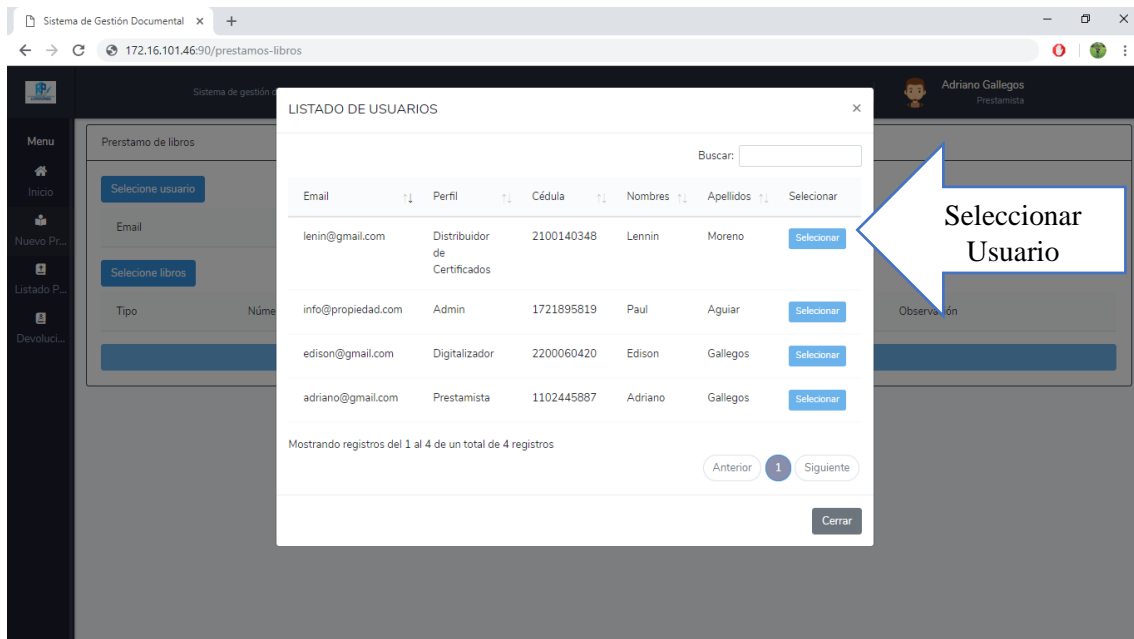 Sistema de Gestión Documental
172.16.101.46:90/prestamos-libros
Sistema de gestión d
Adriano Gallegos
Prestamista
Menu
Inicio
Nuevo Pr...
Listado P...
Devoluci...
Prerstamo de libros
Selecione usuario
Email
Selecione libros
Tipo Núme Observación
LISTADO DE USUARIOS ×
Buscar:
Email Perfil Cédula Nombres Apellidos Selecionar
lenin@gmail.com Distribuidor de Certificados 2100140348 Lennin Moreno Selecionar
info@propiedad.com Admin 1721895819 Paul Aguiar Selecionar
edison@gmail.com Digitalizador 2200060420 Edison Gallegos Selecionar
adriano@gmail.com Prestamista 1102445887 Adriano Gallegos Selecionar
Mostrando registros del 1 al 4 de un total de 4 registros
Anterior 1 Siguiente
Cerrar
Seleccionar
Usuario